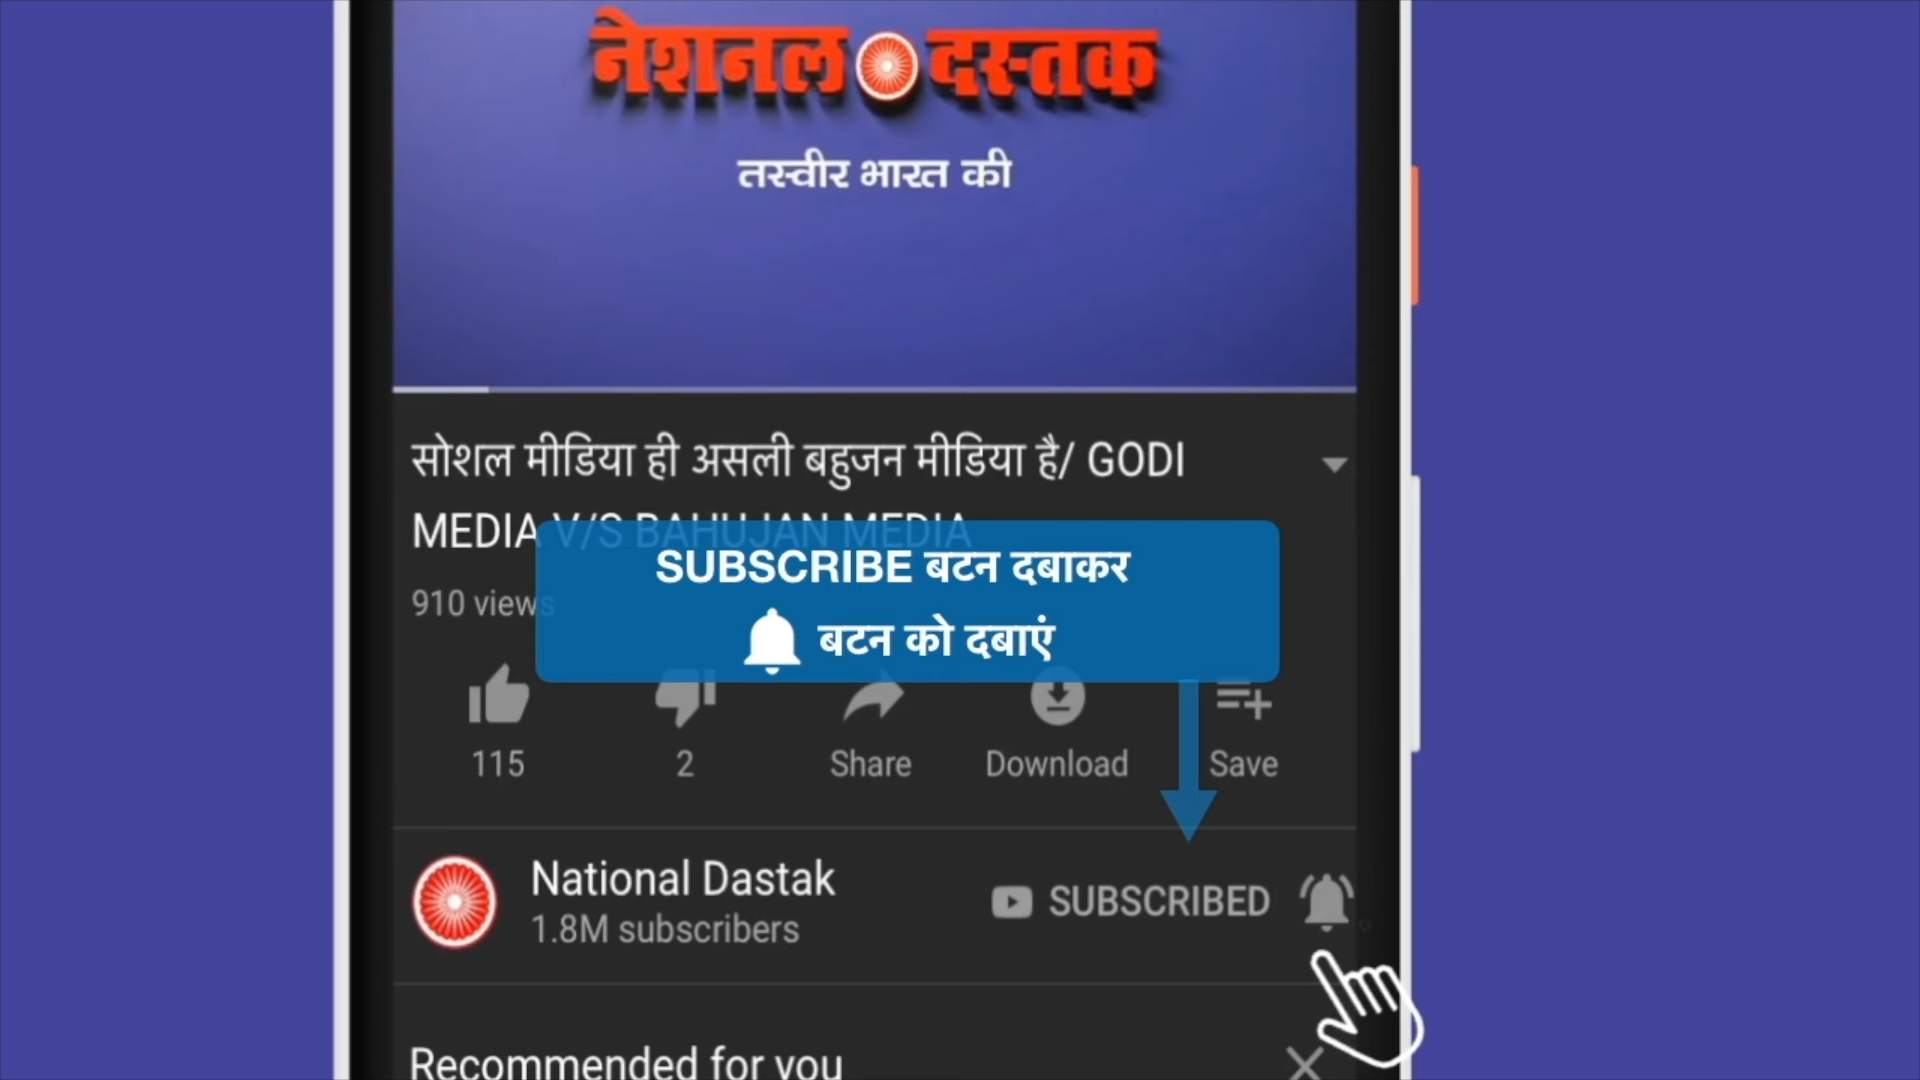 नेशनल दस्तक
तस्वीर भारत की
सोशल मीडिया ही असली बहुजन मीडिया है/ GODI
MEDIA V/S BAHUJAN MEDIA
910 views
SUBSCRIBE बटन दबाकर
बटन को दबाएं
115
2
Share
Download
Save
National Dastak
1.8M subscribers
SUBSCRIBED
Recommended for you